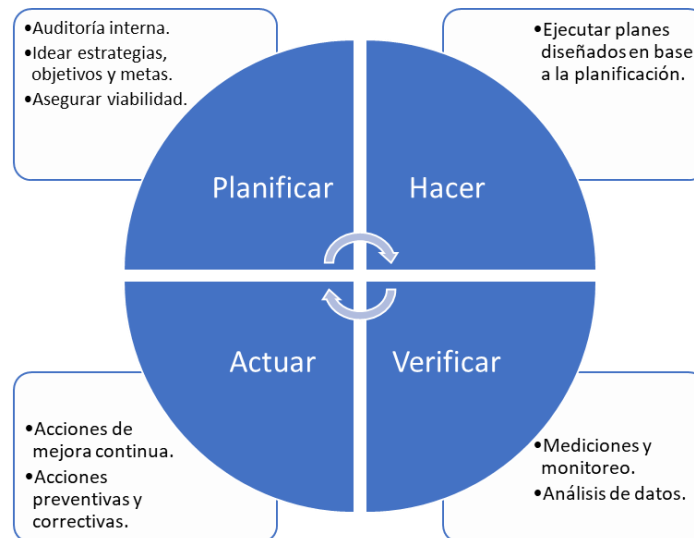 •Auditoría interna.
•Idear estrategias,
objetivos y metas.
•Asegurar viabilidad.
•Ejecutar planes
diseñados en base
a la planificación.
Planificar
Hacer
Actuar
Verificar
•Acciones de
mejora continua.
•Acciones
preventivas y
correctivas.
•Mediciones y
monitoreo.
•Análisis de datos.